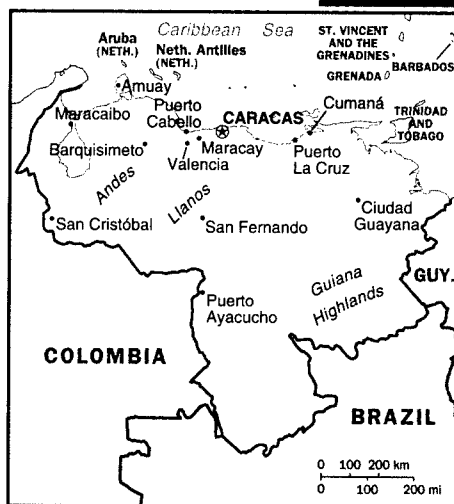 Caribbean Sea
Aruba
(NETH.)
Neth. Antilles
(NETH.)
ST. VINCENT
AND THE
GRENADINES
GRENADA
BARBADOS
Amuay
Maracaibo
Puerto
Cabello
CARACAS
Cumaná
TRINIDAD
AND
TOBAGO
Barquisimeto
Valencia
Maracay
Puerto
La Cruz
Andes
Llanos
San Cristóbal
San Fernando
Ciudad
Guayana
GUY.
Puerto
Ayacucho
Guiana
Highlands
COLOMBIA
BRAZIL
0 100 200 km
0 100 200 mi